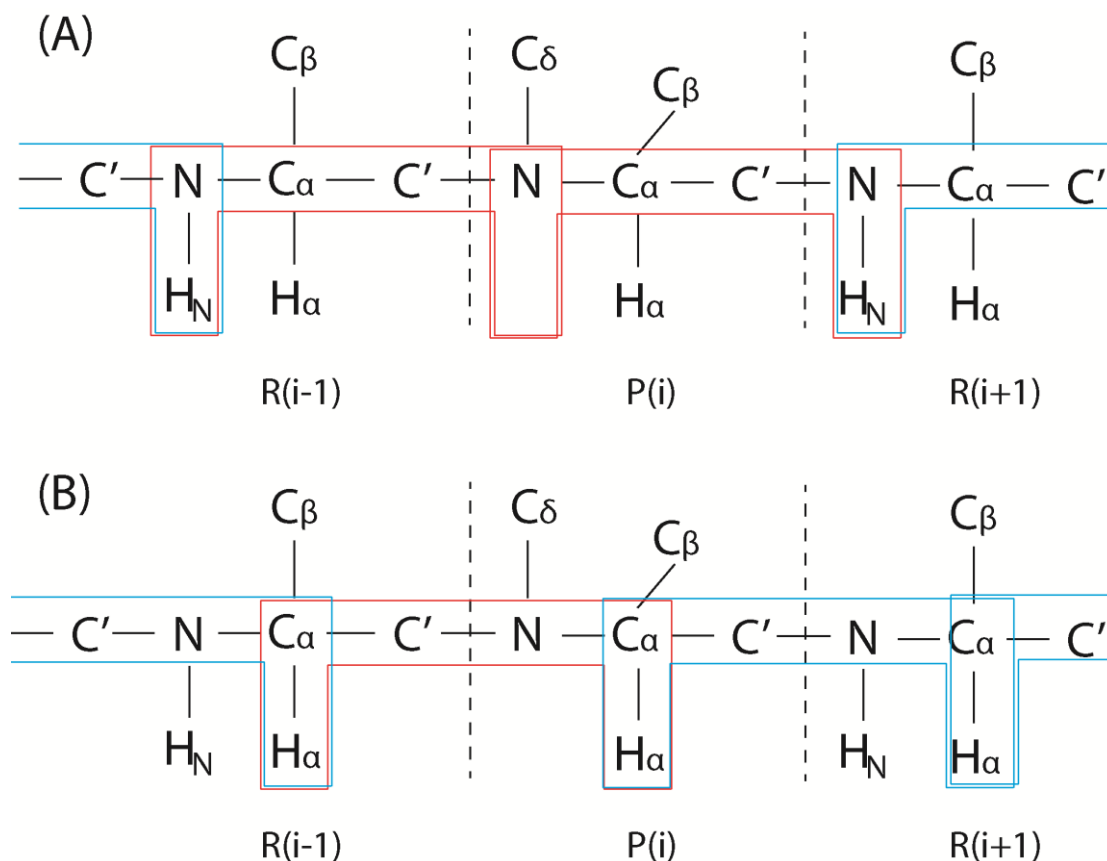 (A)
Cβ Cδ Cβ Cβ
C′ N Cα C′ N Cα C′ N Cα C′
HN Hα Hα HN Hα
R(i-1) P(i) R(i+1)
(B)
Cβ Cδ Cβ Cβ
C′ N Cα C′ N Cα C′ N Cα C′
HN Hα Hα HN Hα
R(i-1) P(i) R(i+1)